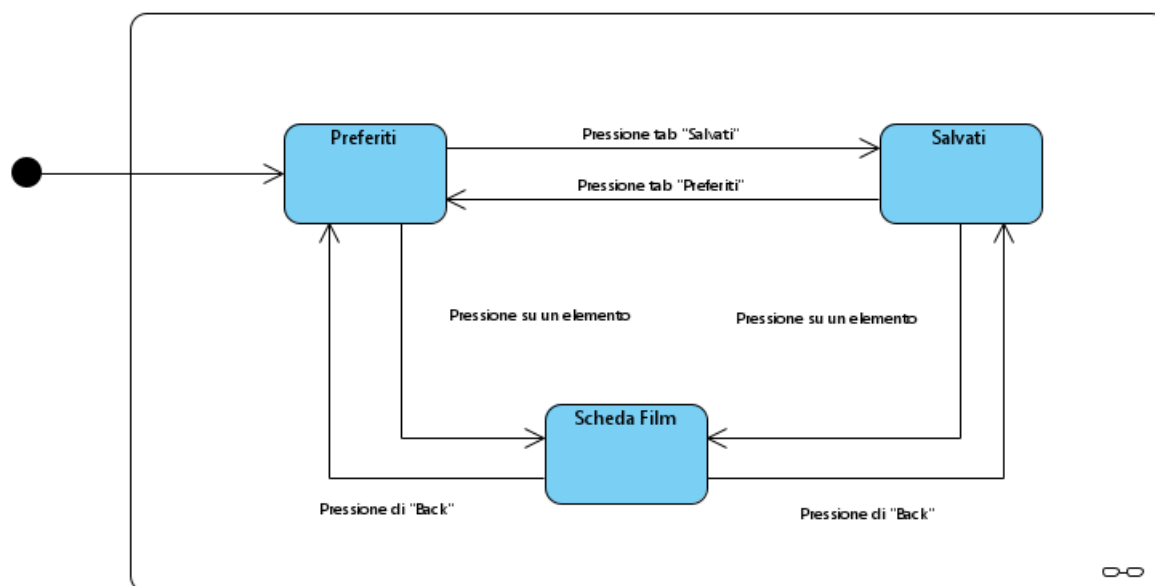 Preferiti
Pressione tab "Salvati"
Salvati
Pressione tab "Preferiti"
Pressione su un elemento
Pressione su un elemento
Scheda Film
Pressione di "Back"
Pressione di "Back"